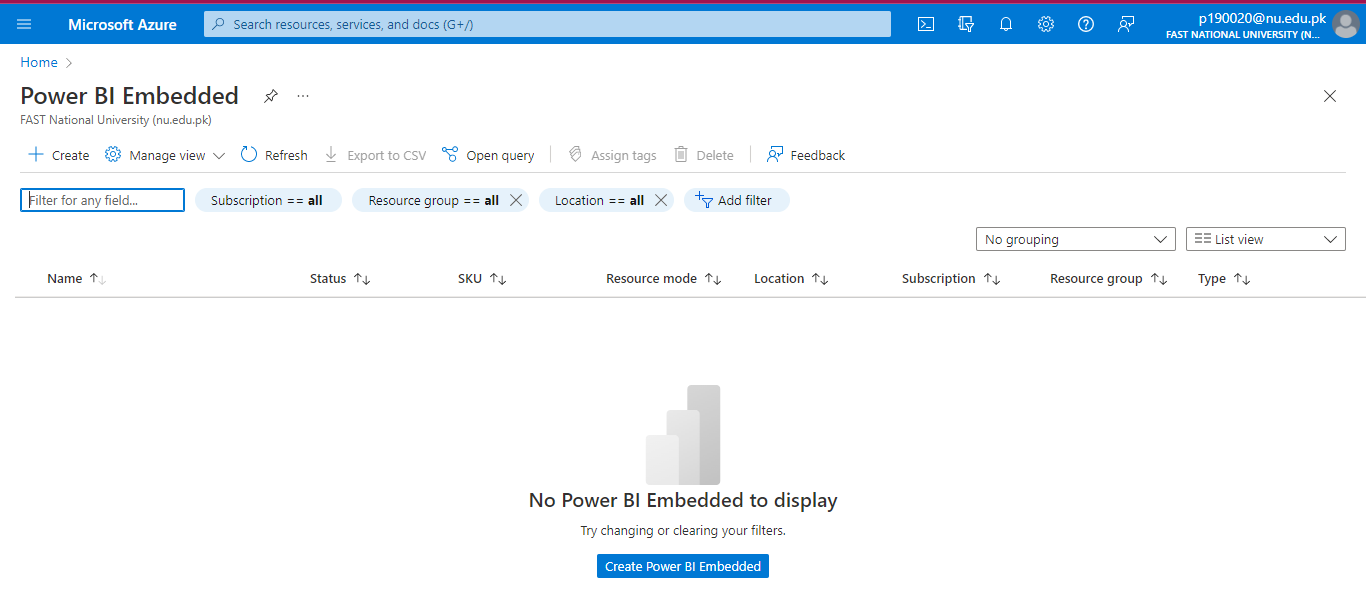 Microsoft Azure
Search resources, services, and docs (G+/)
p190020@nu.edu.pk
FAST NATIONAL UNIVERSITY (N...
Home
Power BI Embedded
...
FAST National University (nu.edu.pk)
Create
Manage view
Refresh
Export to CSV
Open query
Assign tags
Delete
Feedback
Filter for any field...
Subscription == all
Resource group == all
Location == all
Add filter
No grouping
List view
Name
Status
SKU
Resource mode
Location
Subscription
Resource group
Type
No Power BI Embedded to display
Try changing or clearing your filters.
Create Power BI Embedded